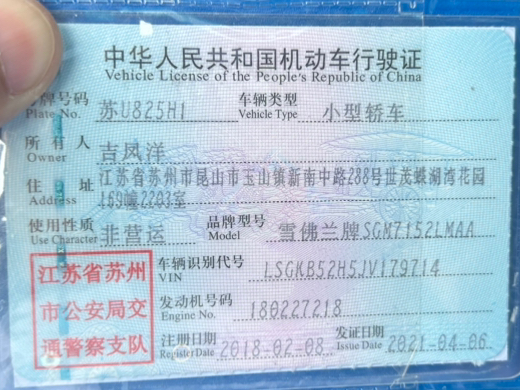 中华人民共和国机动车行驶证
Vehicle License of the People's Republic of China
号牌号码 苏U825H1 车辆类型 小型轿车
Plate No. Vehicle Type
所有人 吉凤洋
Owner
住址 江苏省苏州市昆山市玉山镇新南中路288号世茂蝶湖湾花园
Address 169幢2203室
使用性质 非营运 品牌型号 雪佛兰牌SGM7152LMAA
Use Character Model
江苏省苏州 车辆识别代号 LSGKB52H5JV179714
VIN
市公安局交 发动机号码 180227218
Engine No.
通警察支队 注册日期 2018-02-08 发证日期 2021-04-06
Register Date Issue Date